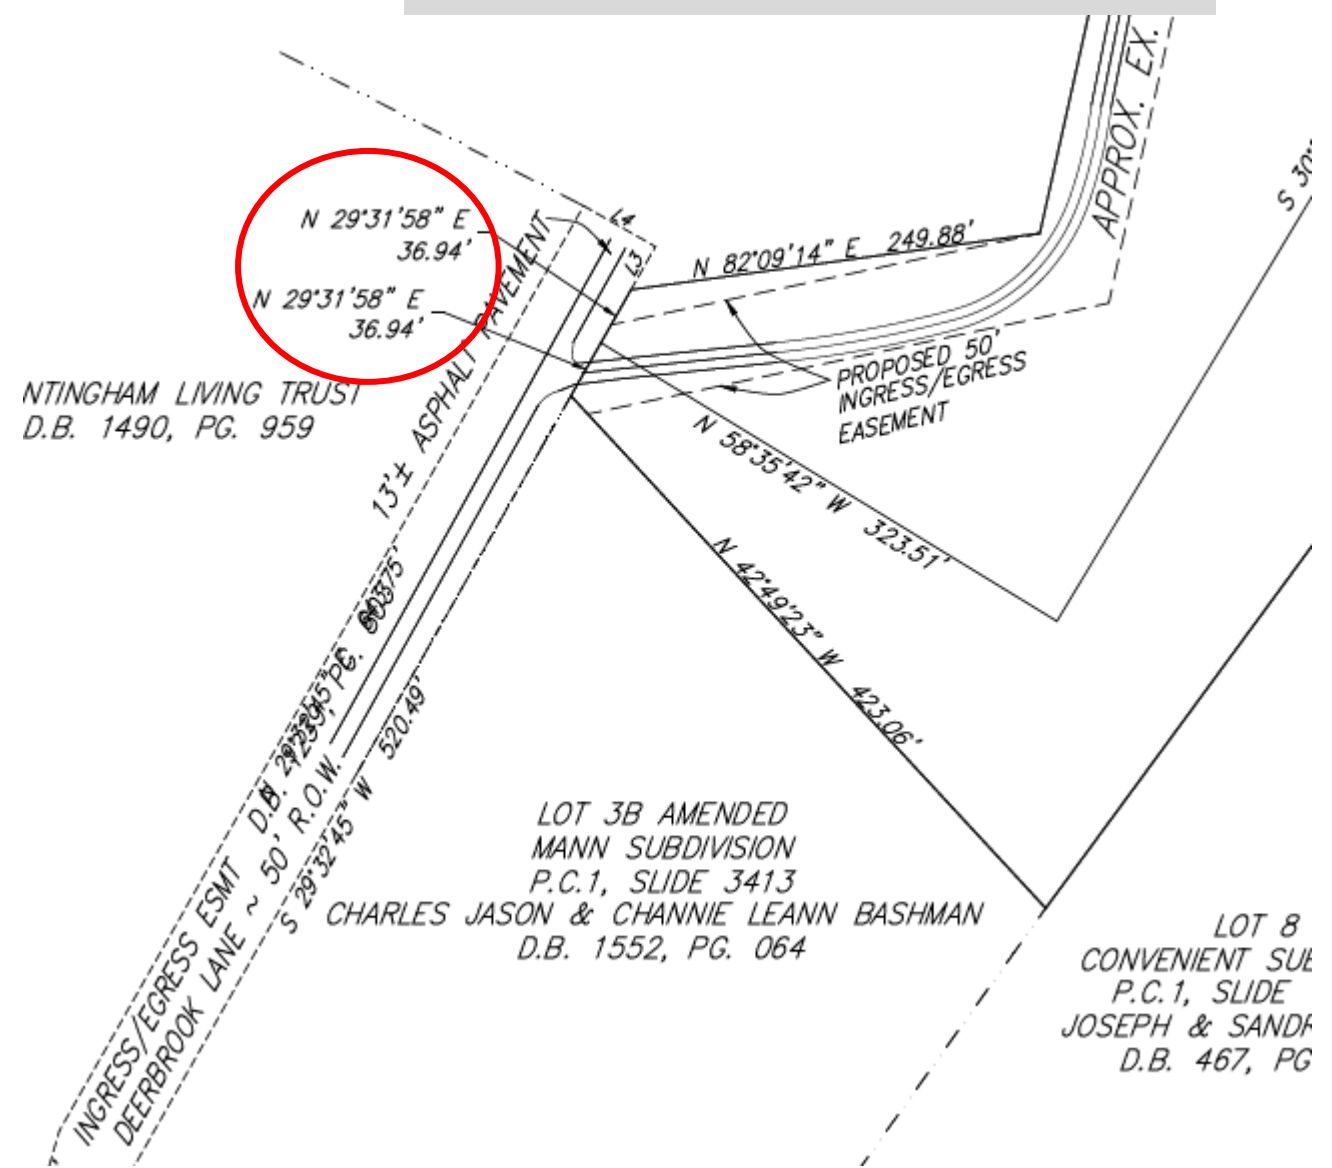 APPROX. EX.
S 30°
N 29°31'58" E
36.94'
L4
L3
N 82°09'14" E 249.88'
N 29°31'58" E
36.94'
13'± ASPHALT PAVEMENT
PROPOSED 50'
INGRESS/EGRESS
EASEMENT
NTINGHAM LIVING TRUST
D.B. 1490, PG. 959
N 58°35'42" W 323.51'
N 42°49'23" W 423.06'
INGRESS/EGRESS ESMT D.B. 1239, PG.
DEERBROOK LANE ~ 50' R.O.W.
S 29°32'45" W 520.49'
LOT 3B AMENDED
MANN SUBDIVISION
P.C.1, SLIDE 3413
CHARLES JASON & CHANNIE LEANN BASHMAN
D.B. 1552, PG. 064
LOT 8
CONVENIENT SUB
P.C.1, SLIDE
JOSEPH & SANDR
D.B. 467, PG